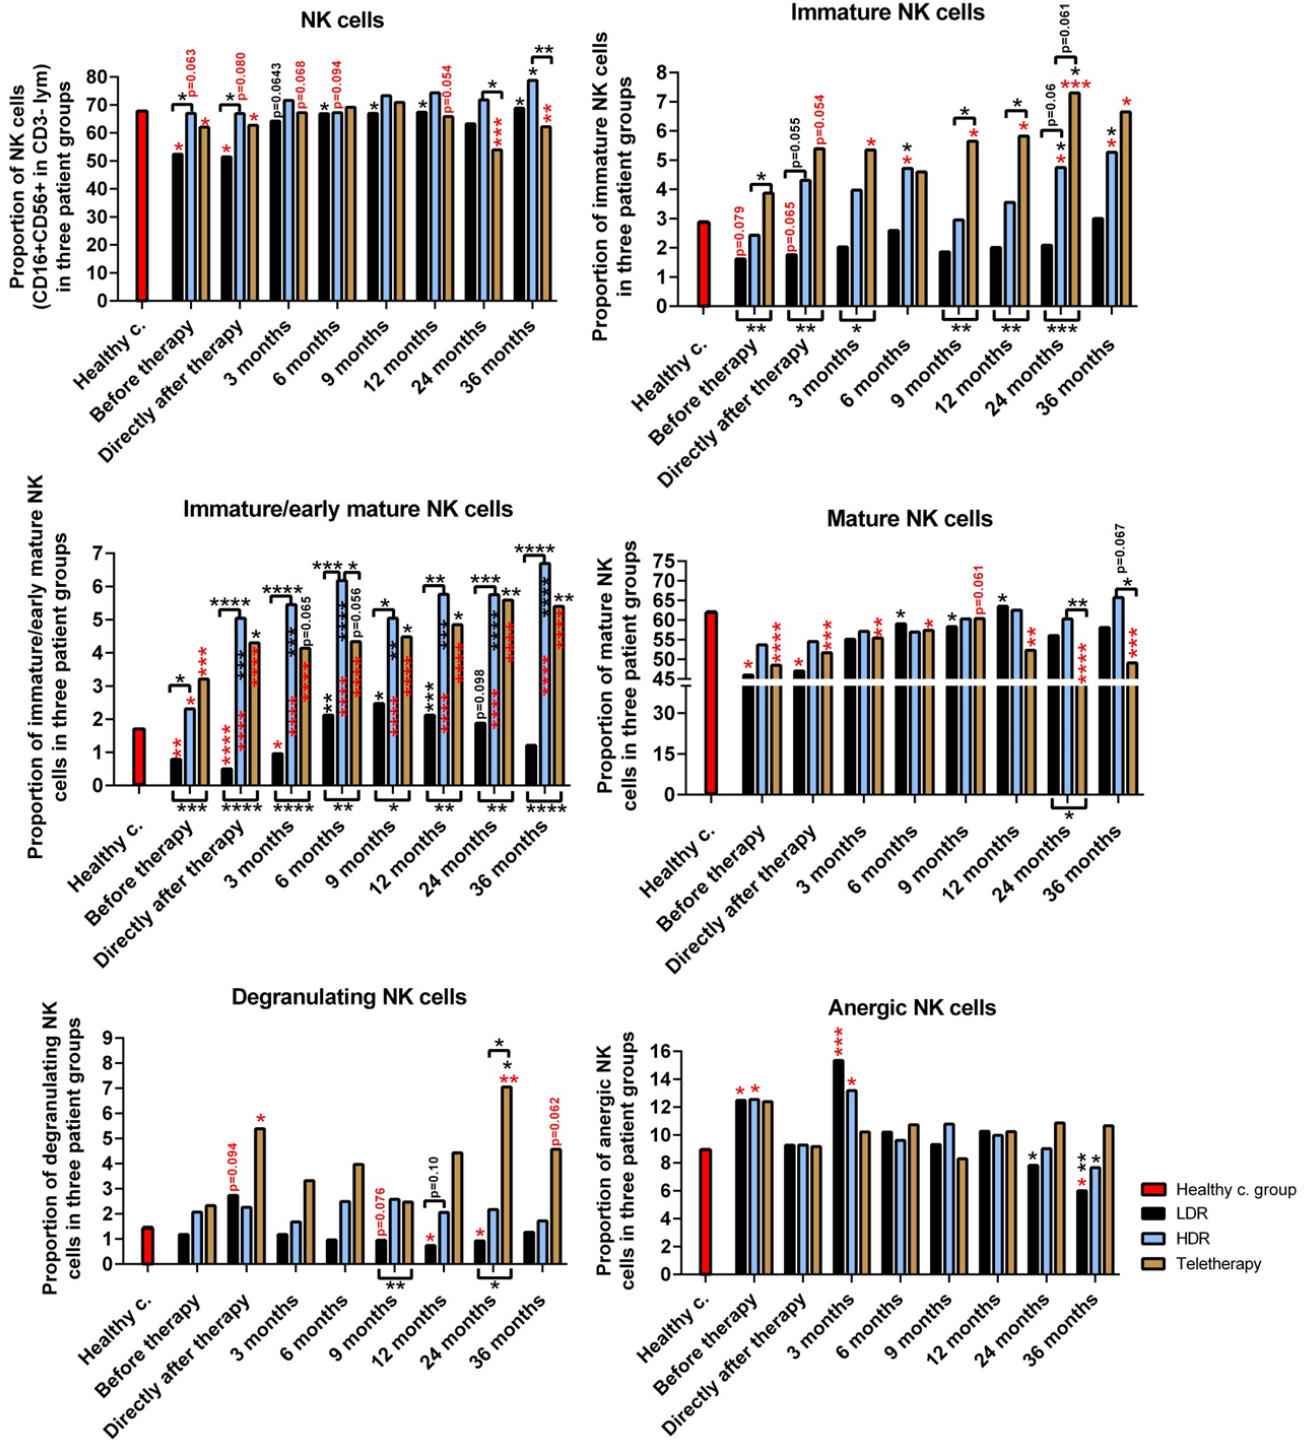 NK cells
Proportion of NK cells
(CD16+CD56+ in CD3- lym)
in three patient groups
80
70
60
50
40
30
20
10
0
* p=0.063 * *
* p=0.080 * *
p=0.0643 p=0.068
* p=0.094
*
* p=0.054
* ***
* * ** **
Healthy c.
Before therapy
Directly after therapy
3 months
6 months
9 months
12 months
24 months
36 months
Immature NK cells
Proportion of immature NK cells
in three patient groups
8
7
6
5
4
3
2
1
0
p=0.079 *
p=0.065 p=0.055 p=0.054
*
* *
* *
* *
p=0.06 * * p=0.061 * ***
* * *
** ** * ** ** ***
Healthy c.
Before therapy
Directly after therapy
3 months
6 months
9 months
12 months
24 months
36 months
Immature/early mature NK cells
Proportion of immature/early mature NK
cells in three patient groups
7
6
5
4
3
2
1
0
** * * ***
**** **** *** **** * ****
* **** *** **** p=0.065 ****
** *** **** **** * p=0.056 ****
* * ** **** * ****
*** ** *** **** * ****
p=0.098 *** *** **** ** ****
**** **** **** ** ****
*** **** **** ** * ** ** ****
Healthy c.
Before therapy
Directly after therapy
3 months
6 months
9 months
12 months
24 months
36 months
Mature NK cells
Proportion of mature NK
cells in three patient groups
75
70
65
60
55
50
45
30
15
0
* ****
* ***
**
* *
* p=0.061
* **
** ****
p=0.067 * ***
*
Healthy c.
Before therapy
Directly after therapy
3 months
6 months
9 months
12 months
24 months
36 months
Degranulating NK cells
Proportion of degranulating NK
cells in three patient groups
9
8
7
6
5
4
3
2
1
0
p=0.094 *
p=0.076
* p=0.10
* * * **
p=0.062
** *
Healthy c.
Before therapy
Directly after therapy
3 months
6 months
9 months
12 months
24 months
36 months
Anergic NK cells
Proportion of anergic NK
cells in three patient groups
16
14
12
10
8
6
4
2
0
* *
*** *
*
* ** *
Healthy c.
Before therapy
Directly after therapy
3 months
6 months
9 months
12 months
24 months
36 months
Healthy c. group
LDR
HDR
Teletherapy